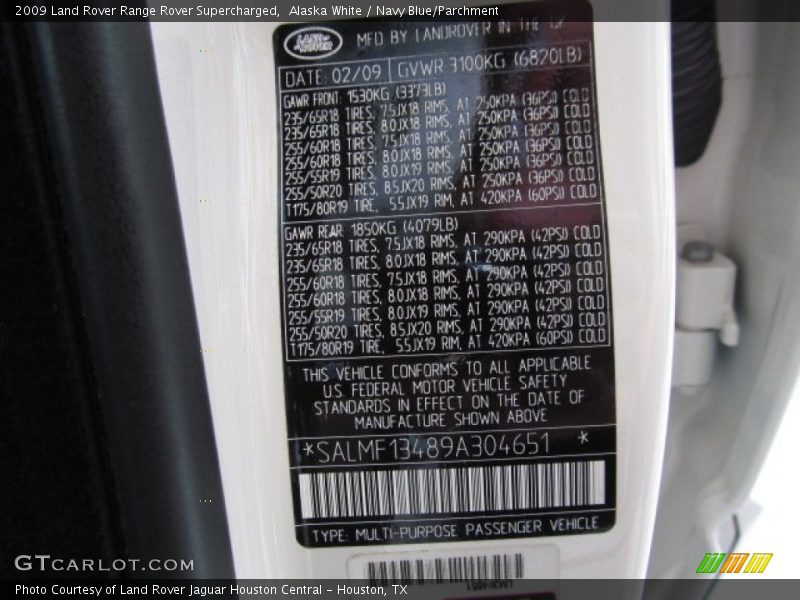 2009 Land Rover Range Rover Supercharged,  Alaska White / Navy Blue/Parchment
LAND ROVER MFD BY LANDROVER IN THE UK
DATE: 02/09 GVWR 3100KG (6820LB)
GAWR FRONT: 1530KG (3373LB)
235/65R18 TIRES, 7.5JX18 RIMS, AT 250KPA (36PSI) COLD
235/65R18 TIRES, 8.0JX18 RIMS, AT 250KPA (36PSI) COLD
255/60R18 TIRES, 7.5JX18 RIMS, AT 250KPA (36PSI) COLD
255/60R18 TIRES, 8.0JX18 RIMS, AT 250KPA (36PSI) COLD
255/55R19 TIRES, 8.0JX19 RIMS, AT 250KPA (36PSI) COLD
255/50R20 TIRES, 8.5JX20 RIMS, AT 250KPA (36PSI) COLD
T175/80R19 TIRE, 5.5JX19 RIM, AT 420KPA (60PSI) COLD
GAWR REAR: 1850KG (4079LB)
235/65R18 TIRES, 7.5JX18 RIMS, AT 290KPA (42PSI) COLD
235/65R18 TIRES, 8.0JX18 RIMS, AT 290KPA (42PSI) COLD
255/60R18 TIRES, 7.5JX18 RIMS, AT 290KPA (42PSI) COLD
255/60R18 TIRES, 8.0JX18 RIMS, AT 290KPA (42PSI) COLD
255/55R19 TIRES, 8.0JX19 RIMS, AT 290KPA (42PSI) COLD
255/50R20 TIRES, 8.5JX20 RIMS, AT 290KPA (42PSI) COLD
T175/80R19 TIRE, 5.5JX19 RIM, AT 420KPA (60PSI) COLD
THIS VEHICLE CONFORMS TO ALL APPLICABLE
U.S. FEDERAL MOTOR VEHICLE SAFETY
STANDARDS IN EFFECT ON THE DATE OF
MANUFACTURE SHOWN ABOVE
*SALMF13489A304651 *
TYPE: MULTI-PURPOSE PASSENGER VEHICLE
LM304651
GTCARLOT.COM
Photo Courtesy of Land Rover Jaguar Houston Central - Houston, TX